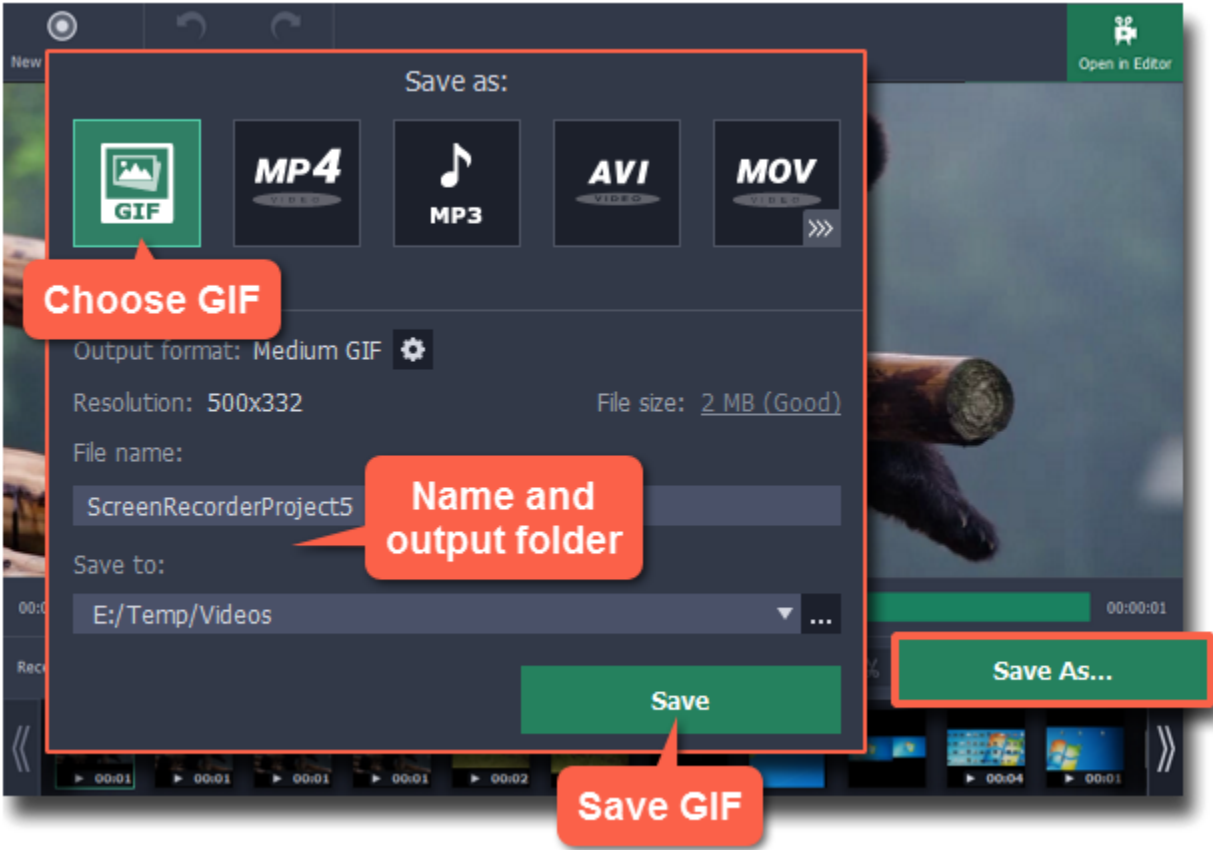 New
Open in Editor
Save as:
GIF
MP4
VIDEO
MP3
AVI
VIDEO
MOV
VIDEO
Choose GIF
Output format: Medium GIF
Resolution: 500x332
File size: 2 MB (Good)
File name:
ScreenRecorderProject5
Name and
output folder
Save to:
E:/Temp/Videos
...
00:00:01
Save As...
Save
00:01
00:01
00:01
00:01
00:02
00:04
00:01
Save GIF